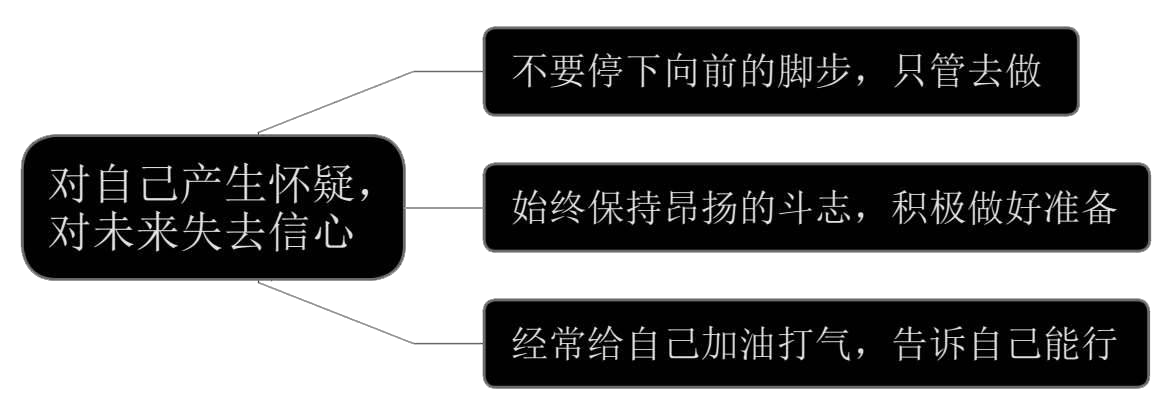 对自己产生怀疑，
对未来失去信心
不要停下向前的脚步，只管去做
始终保持昂扬的斗志，积极做好准备
经常给自己加油打气，告诉自己能行